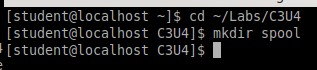 [student@localhost ~]$ cd ~/Labs/C3U4
[student@localhost C3U4]$ mkdir spool
[student@localhost C3U4]$